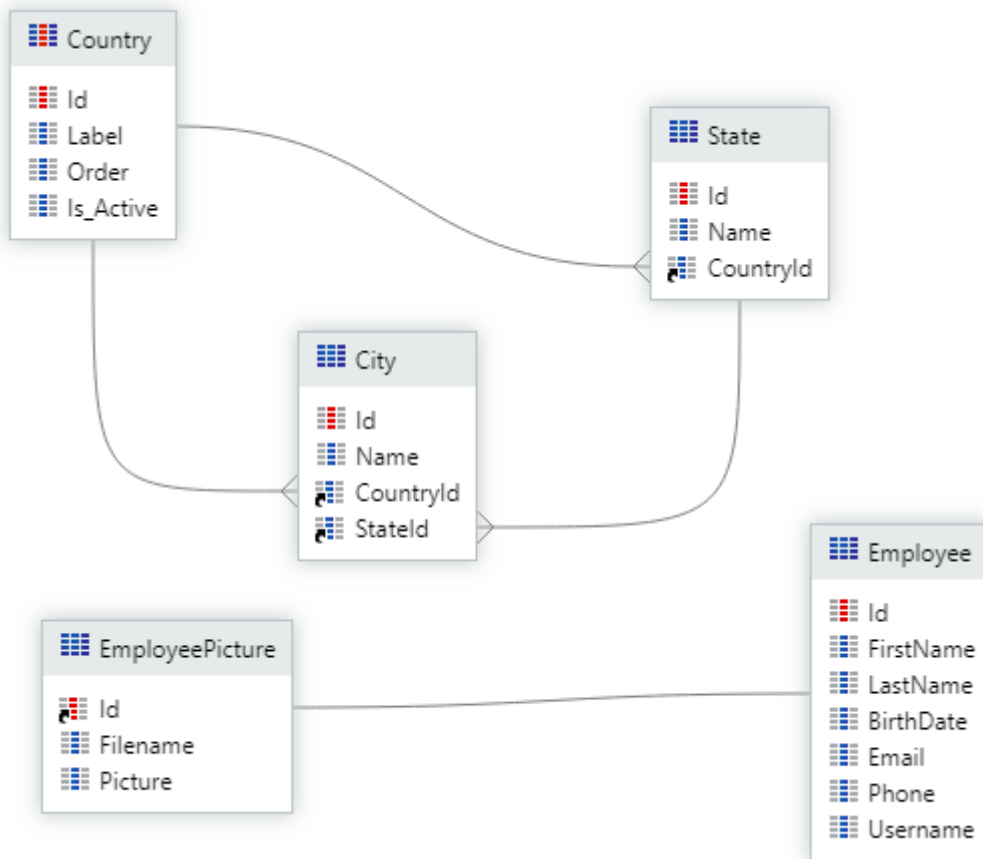 Country
Id
Label
Order
Is_Active
State
Id
Name
CountryId
City
Id
Name
CountryId
StateId
EmployeePicture
Id
Filename
Picture
Employee
Id
FirstName
LastName
BirthDate
Email
Phone
Username